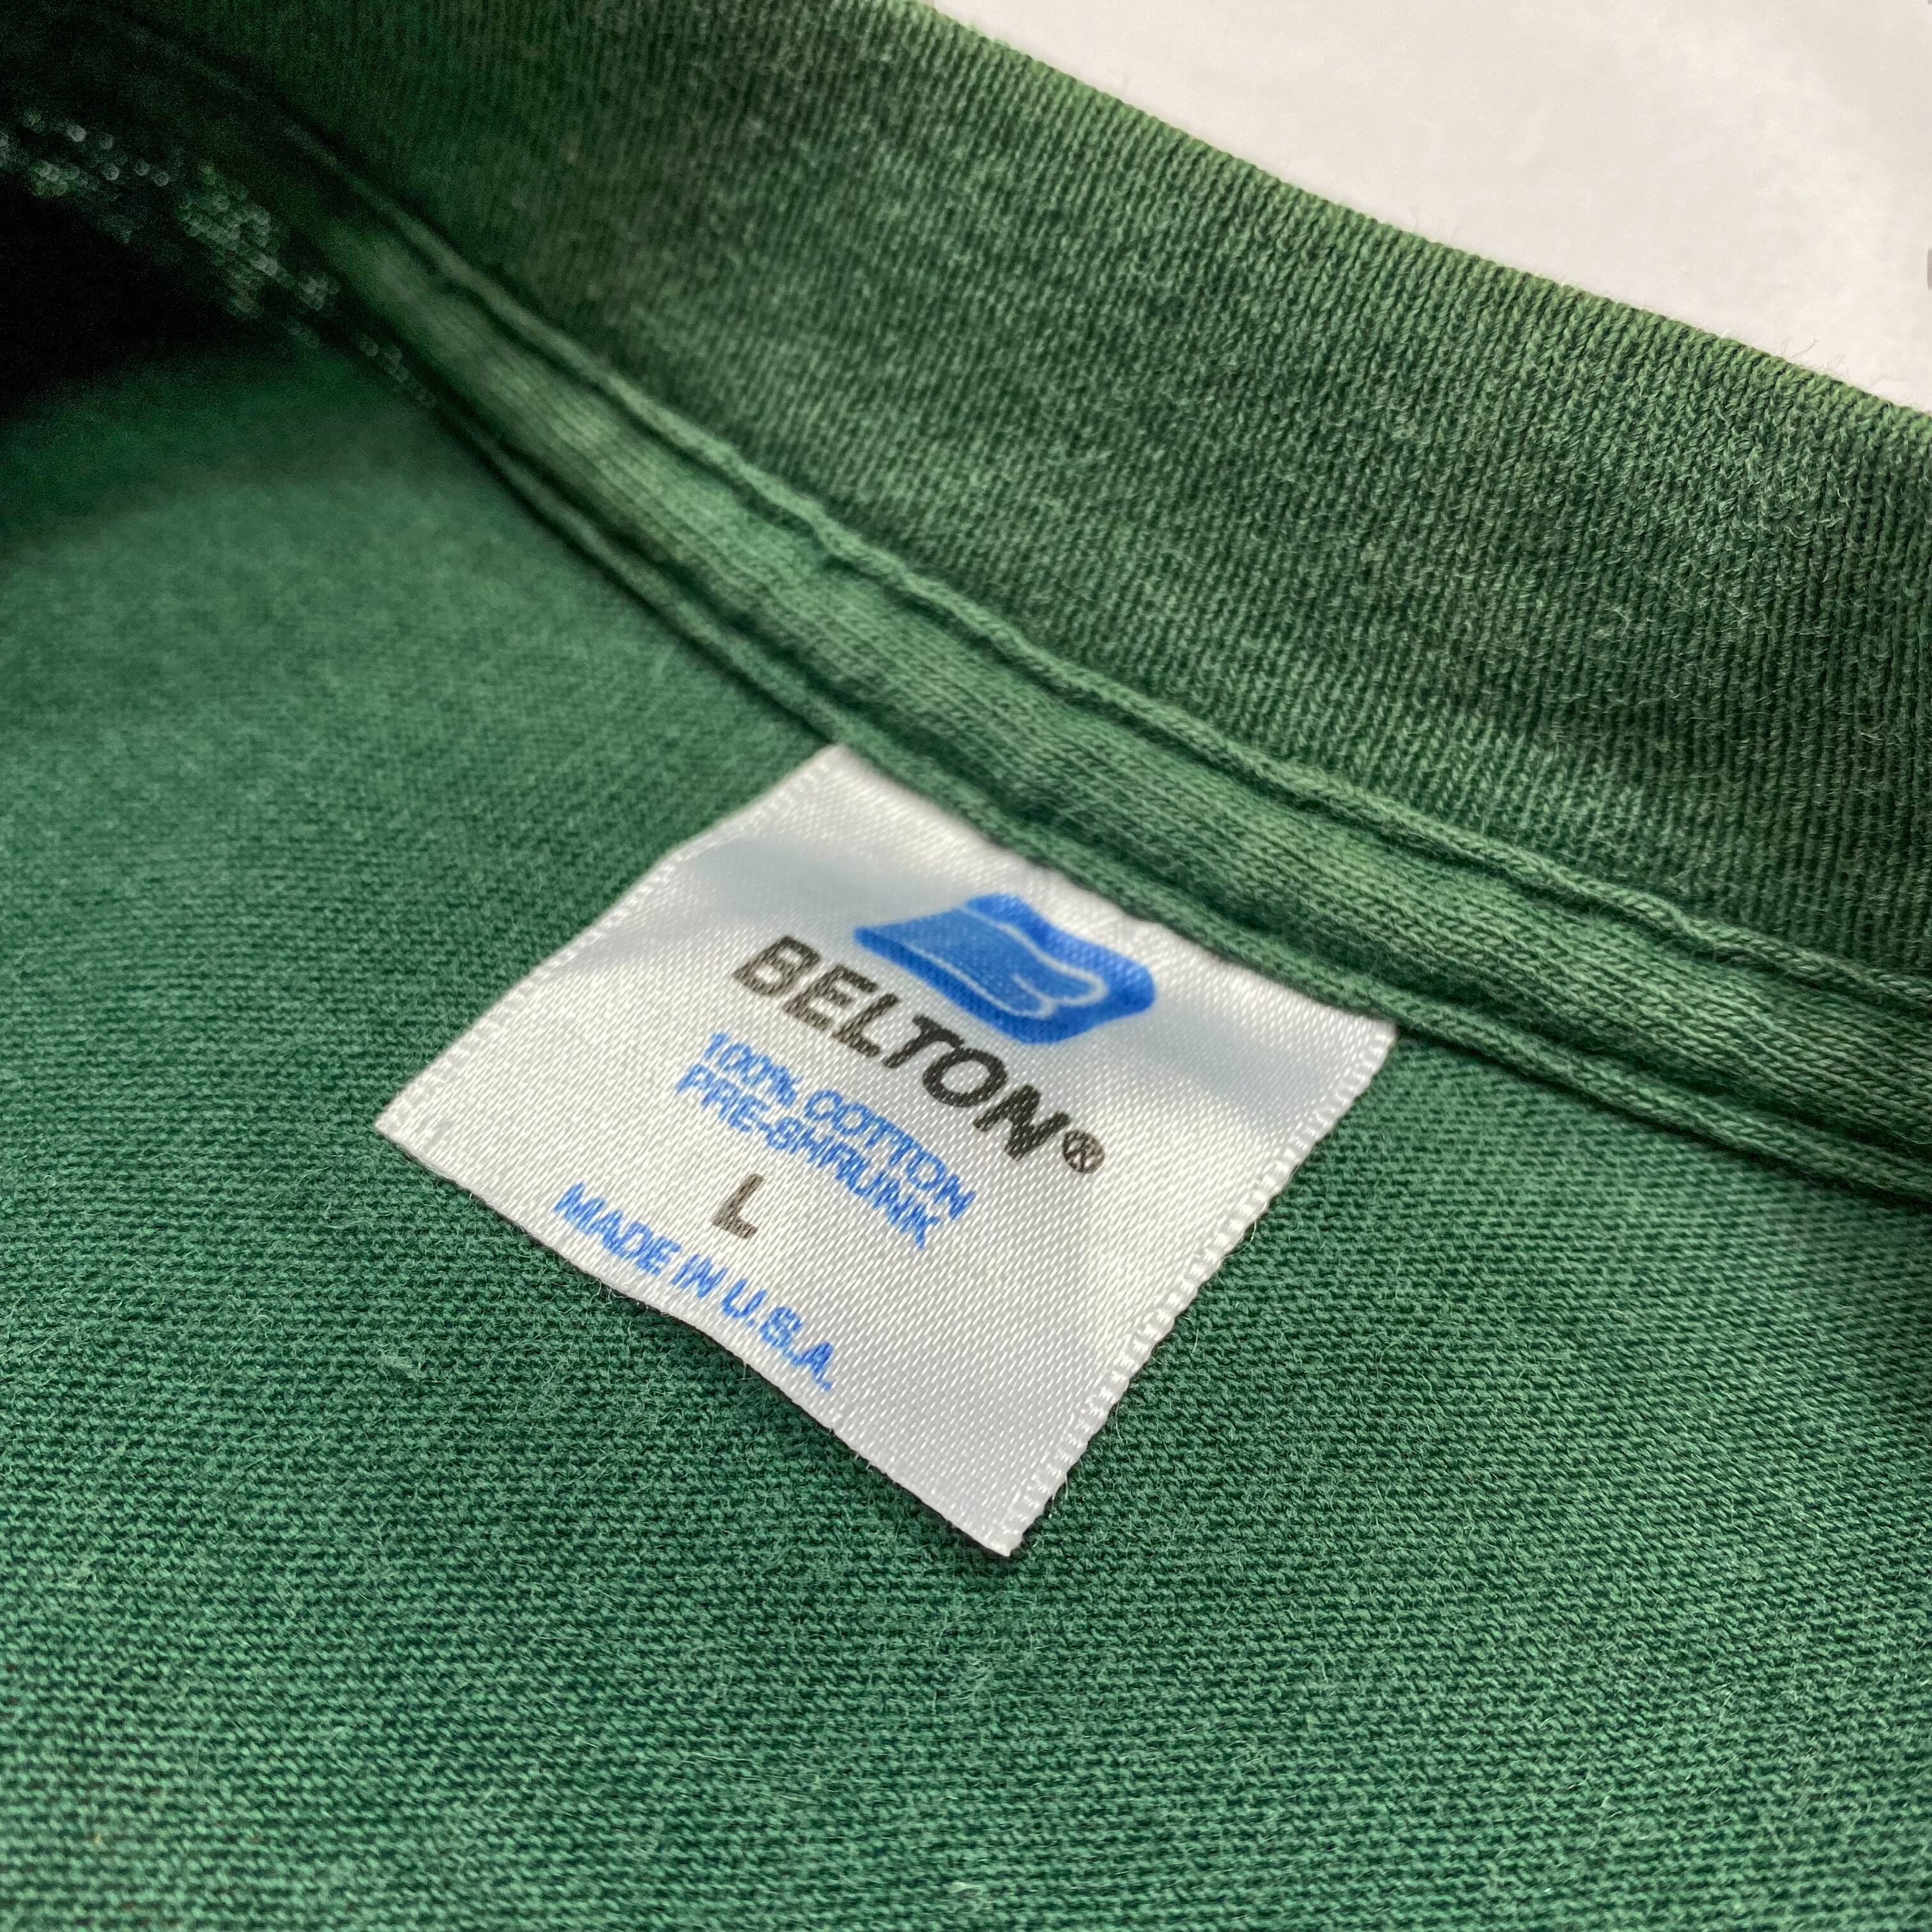 BELTON®
100% COTTON
PRE-SHRUNK
L
MADE IN U.S.A.